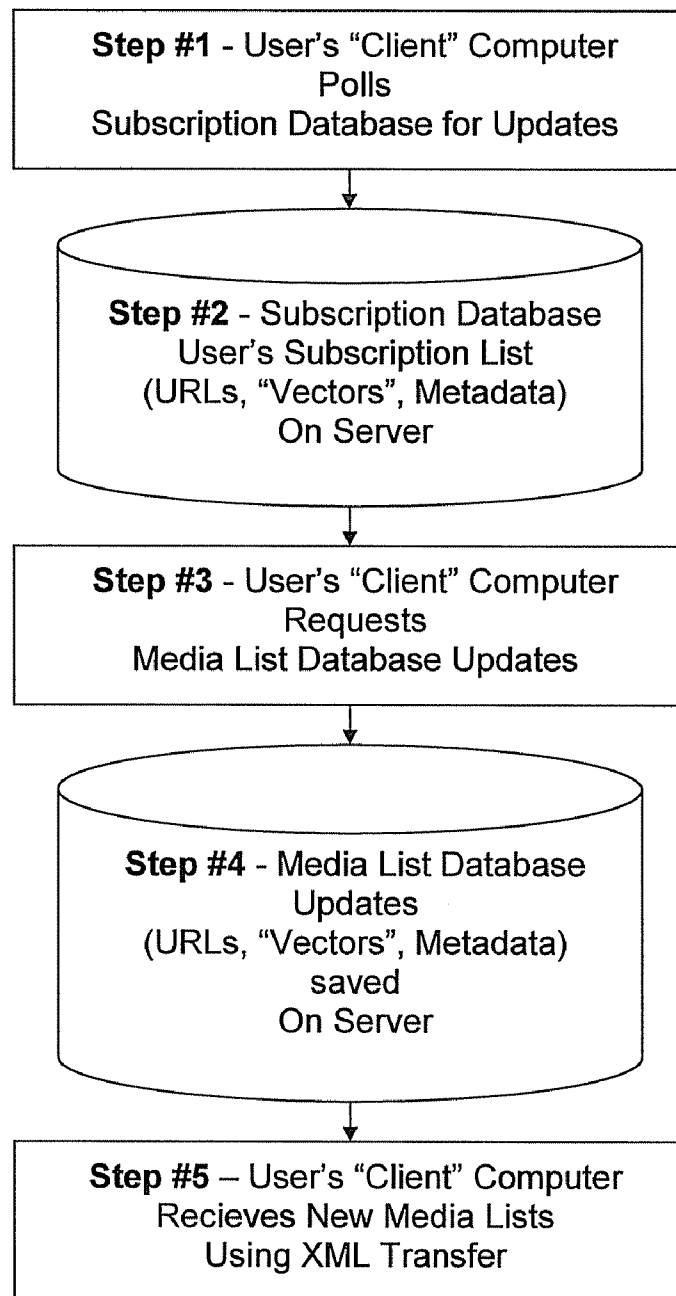 Step #1 - User's “Client” Computer
Polls
Subscription Database for Updates
Step #2 - Subscription Database
User's Subscription List
(URLs, “Vectors”, Metadata)
On Server
Step #3 - User's “Client” Computer
Requests
Media List Database Updates
Step #4 - Media List Database
Updates
(URLs, “Vectors”, Metadata)
saved
On Server
Step #5 – User's “Client” Computer
Recieves New Media Lists
Using XML Transfer